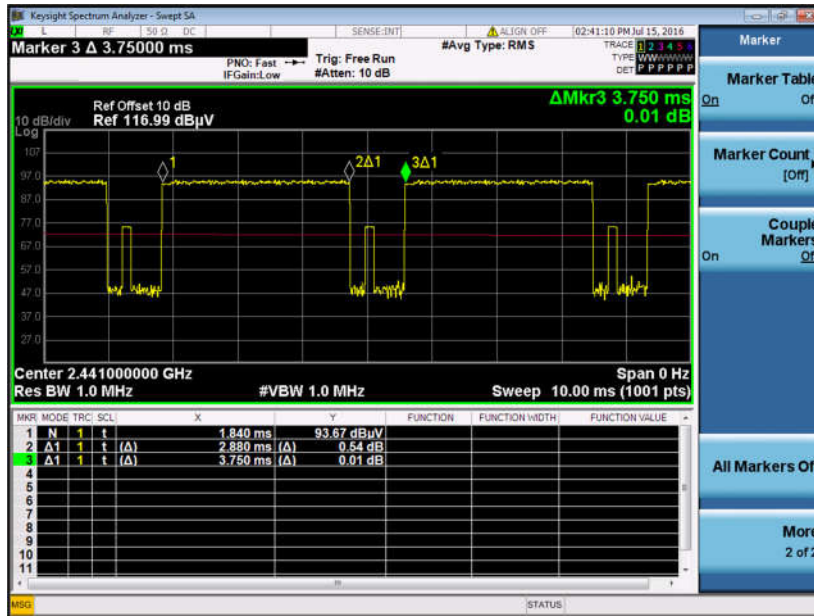 Keysight Spectrum Analyzer - Swept SA
L RF 50 Ω DC SENSE:INT ALIGN OFF 02:41:10 PM Jul 15, 2016
Marker 3 Δ 3.75000 ms
PNO: Fast
IFGain:Low
Trig: Free Run
#Atten: 10 dB
#Avg Type: RMS
TRACE 1 2 3 4 5 6
TYPE WWWWWW
DET P P P P P P
ΔMkr3 3.750 ms
0.01 dB
Ref Offset 10 dB
10 dB/div Ref 116.99 dBµV
Log
107
97.0
87.0
77.0
67.0
57.0
47.0
37.0
27.0
1
2Δ1
3Δ1
Center 2.441000000 GHz Span 0 Hz
Res BW 1.0 MHz #VBW 1.0 MHz Sweep 10.00 ms (1001 pts)
MKR MODE TRC SCL X Y FUNCTION FUNCTION WIDTH FUNCTION VALUE
1 N 1 t 1.840 ms 93.67 dBµV
2 Δ1 1 t (Δ) 2.880 ms (Δ) 0.54 dB
3 Δ1 1 t (Δ) 3.750 ms (Δ) 0.01 dB
4
5
6
7
8
9
10
11
MSG STATUS
Marker
Marker Table
On Of
Marker Count
[Off]
Couple
Markers
On Of
All Markers Of
More
2 of 2